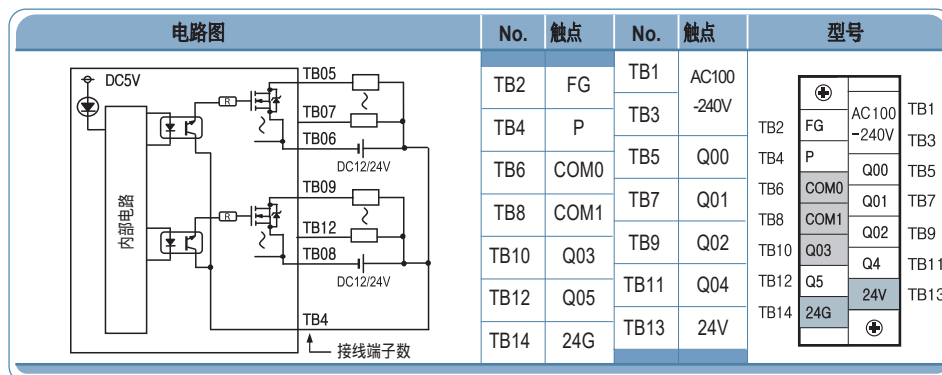 电路图
No.
触点
No.
触点
型号
DC5V
内部电路
R
TB05
TB07
TB06
DC12/24V
R
TB09
TB12
TB08
DC12/24V
TB4
接线端子数
TB2 FG
TB4 P
TB6 COM0
TB8 COM1
TB10 Q03
TB12 Q05
TB14 24G
TB1
AC100
-240V
TB3
TB5 Q00
TB7 Q01
TB9 Q02
TB11 Q04
TB13 24V
TB2
TB4
TB6
TB8
TB10
TB12
TB14
FG
P
COM0
COM1
Q03
Q5
24G
AC100
-240V
Q00
Q01
Q02
Q4
24V
TB1
TB3
TB5
TB7
TB9
TB11
TB13